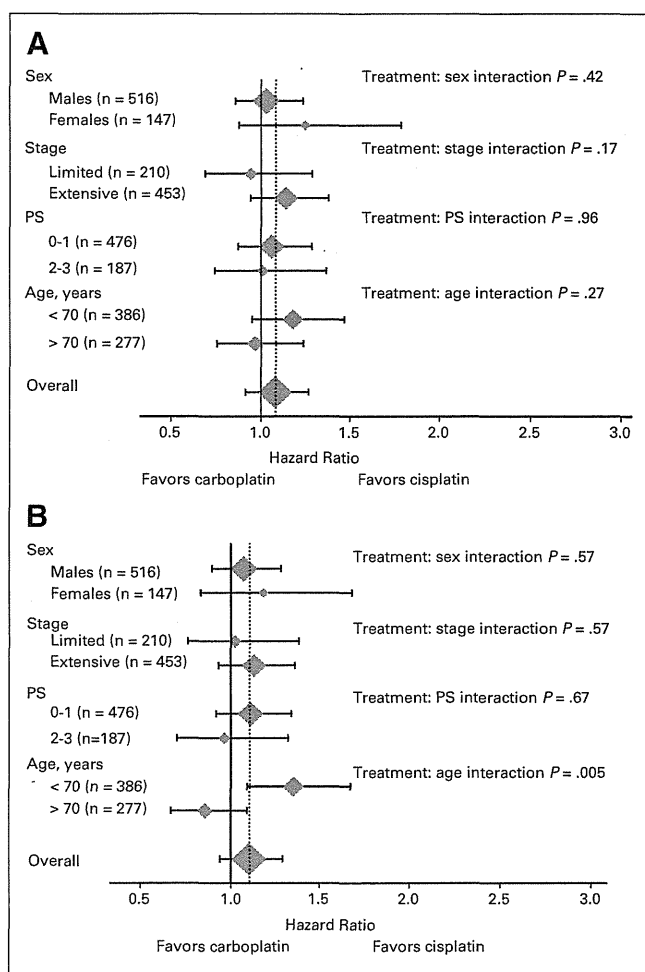 A
Sex
Treatment: sex interaction P = .42
Males (n = 516)
Females (n = 147)
Stage
Treatment: stage interaction P = .17
Limited (n = 210)
Extensive (n = 453)
PS
Treatment: PS interaction P = .96
0-1 (n = 476)
2-3 (n = 187)
Age, years
Treatment: age interaction P = .27
< 70 (n = 386)
> 70 (n = 277)
Overall
0.5 1.0 1.5 2.0 2.5 3.0
Hazard Ratio
Favors carboplatin Favors cisplatin
B
Sex
Treatment: sex interaction P = .57
Males (n = 516)
Females (n = 147)
Stage
Treatment: stage interaction P = .57
Limited (n = 210)
Extensive (n = 453)
PS
Treatment: PS interaction P = .67
0-1 (n = 476)
2-3 (n=187)
Age, years
Treatment: age interaction P = .005
< 70 (n = 386)
> 70 (n = 277)
Overall
0.5 1.0 1.5 2.0 2.5 3.0
Hazard Ratio
Favors carboplatin Favors cisplatin